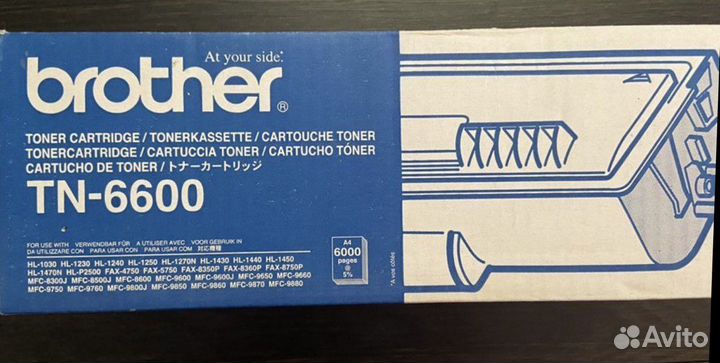 At your side.
brother®
TONER CARTRIDGE / TONERKASSETTE / CARTOUCHE TONER
TONERCARTRIDGE / CARTUCCIA TONER / CARTUCHO TÓNER
CARTUCHO DE TONER / トナーカートリッジ
TN-6600
FOR USE WITH VERWENDBAR FÜR A UTILISER AVEC VOOR GEBRUIK IN
DA UTILIZZARE CON PARA USAR CON PARA USAR COM 対応機種
HL-1030 HL-1230 HL-1240 HL-1250 HL-1270N HL-1430 HL-1440 HL-1450
HL-1470N HL-P2500 FAX-4750 FAX-5750 FAX-8350P FAX-8360P FAX-8750P
MFC-8300J MFC-8500J MFC-8600 MFC-9600 MFC-9600J MFC-9650 MFC-9660
MFC-9750 MFC-9760 MFC-9800J MFC-9850 MFC-9860 MFC-9870 MFC-9880
A4
6000
pages
@
5%
*A vos côtés
Avito